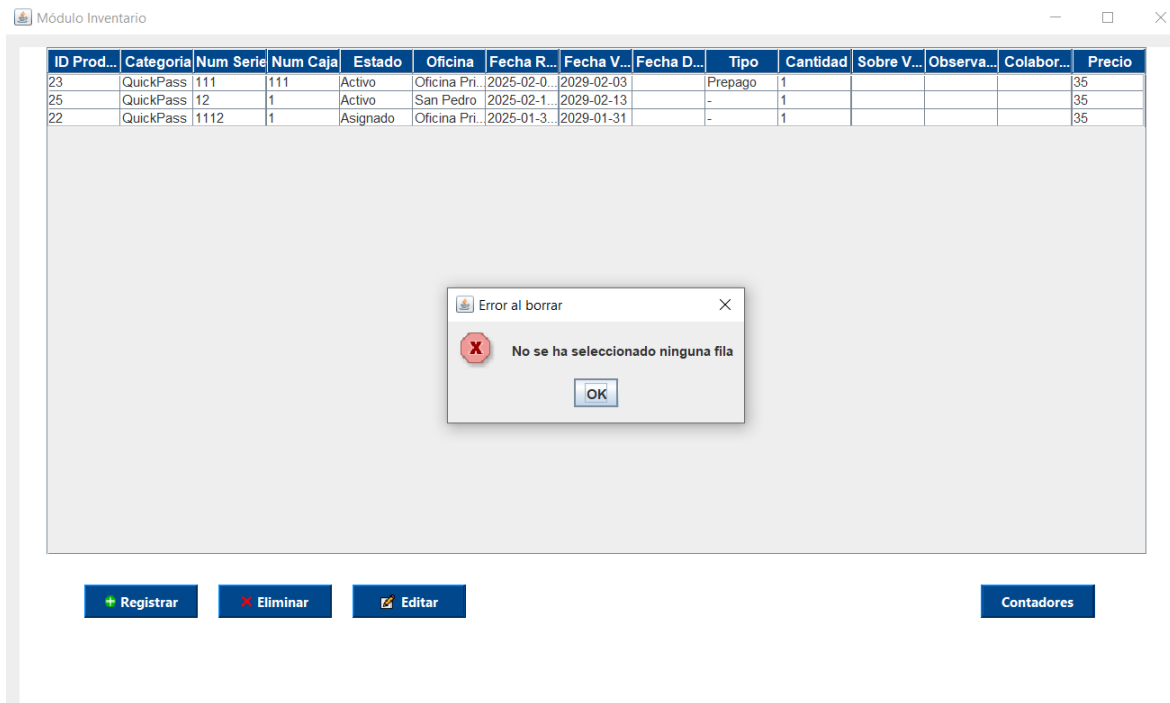 Módulo Inventario
ID Prod... Categoria Num Serie Num Caja Estado Oficina Fecha R... Fecha V... Fecha D... Tipo Cantidad Sobre V... Observa... Colabor... Precio
23 QuickPass 111 111 Activo Oficina Pri... 2025-02-0... 2029-02-03 Prepago 1 35
25 QuickPass 12 1 Activo San Pedro 2025-02-1... 2029-02-13 - 1 35
22 QuickPass 1112 1 Asignado Oficina Pri... 2025-01-3... 2029-01-31 - 1 35
Error al borrar
X No se ha seleccionado ninguna fila
OK
Registrar Eliminar Editar Contadores